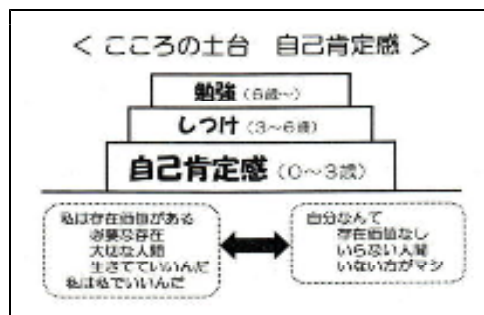 ＜ こころの土台　自己肯定感 ＞
勉強（6歳〜）
しつけ（3〜6歳）
自己肯定感（0〜3歳）
私は存在価値がある
必要な存在
大切な人間
生きてていいんだ
私は私でいいんだ
自分なんて
存在価値なし
いらない人間
いない方がマシ